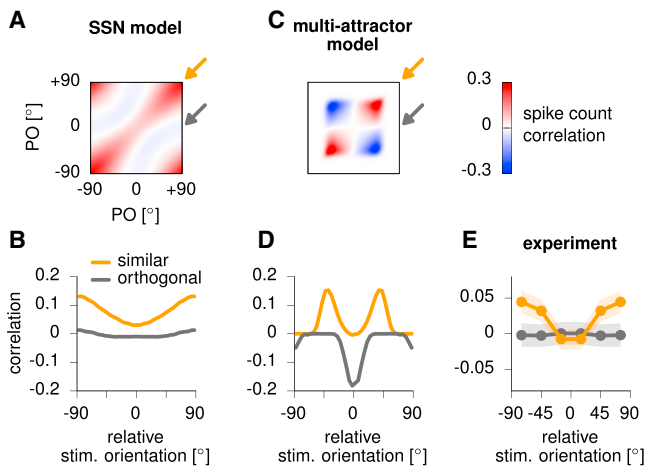 A
SSN model
PO [°]
+90
0
-90
-90
0
+90
PO [°]
C
multi-attractor
model
0.3
0
-0.3
spike count
correlation
B
similar
orthogonal
correlation
0.2
0.1
0
-0.1
-0.2
-90
0
90
relative
stim. orientation [°]
D
0.2
0.1
0
-0.1
-0.2
-90
0
90
relative
stim. orientation [°]
E
experiment
0.05
0
-0.05
-90
-45
0
45
90
relative
stim. orientation [°]